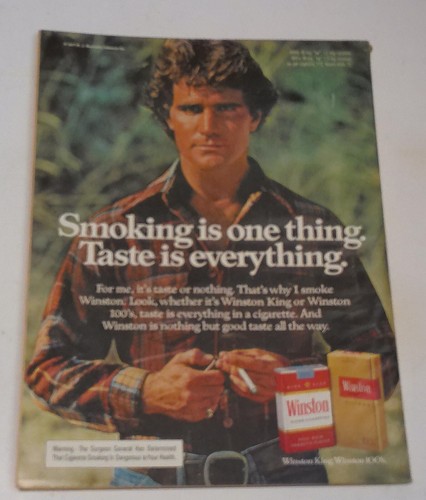 Smoking is one thing.
Taste is everything.
For me, it's taste or nothing. That's why I smoke
Winston. Look, whether it's Winston King or Winston
100's, taste is everything in a cigarette. And
Winston is nothing but good taste all the way.
Winston
Winston
Warning: The Surgeon General Has Determined
That Cigarette Smoking Is Dangerous to Your Health.
Winston King, Winston 100's.